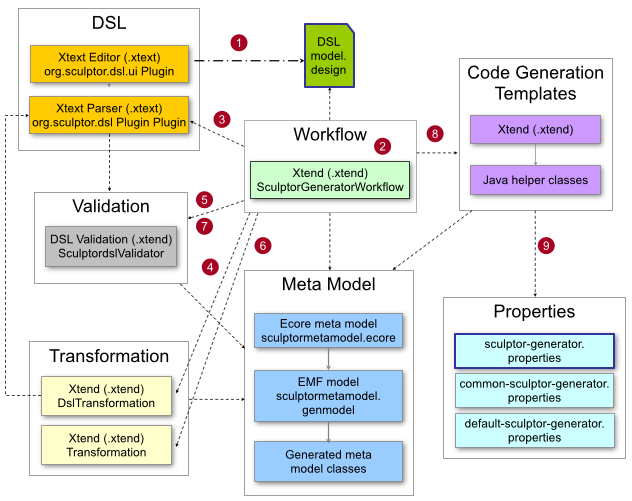 DSL
Xtext Editor (.xtext)
org.sculptor.dsl.ui Plugin
Xtext Parser (.xtext)
org.sculptor.dsl Plugin Plugin
1
DSL
model.
design
Code Generation
Templates
Xtend (.xtend)
Java helper classes
3
Workflow
2
8
Xtend (.xtend)
SculptorGeneratorWorkflow
Validation
5
7
DSL Validation (.xtend)
SculptordslValidator
4
6
9
Meta Model
Ecore meta model
sculptormetamodel.ecore
EMF model
sculptormetamodel.
genmodel
Generated meta
model classes
Properties
sculptor-generator.
properties
common-sculptor-generator.
properties
default-sculptor-generator.
properties
Transformation
Xtend (.xtend)
DslTransformation
Xtend (.xtend)
Transformation